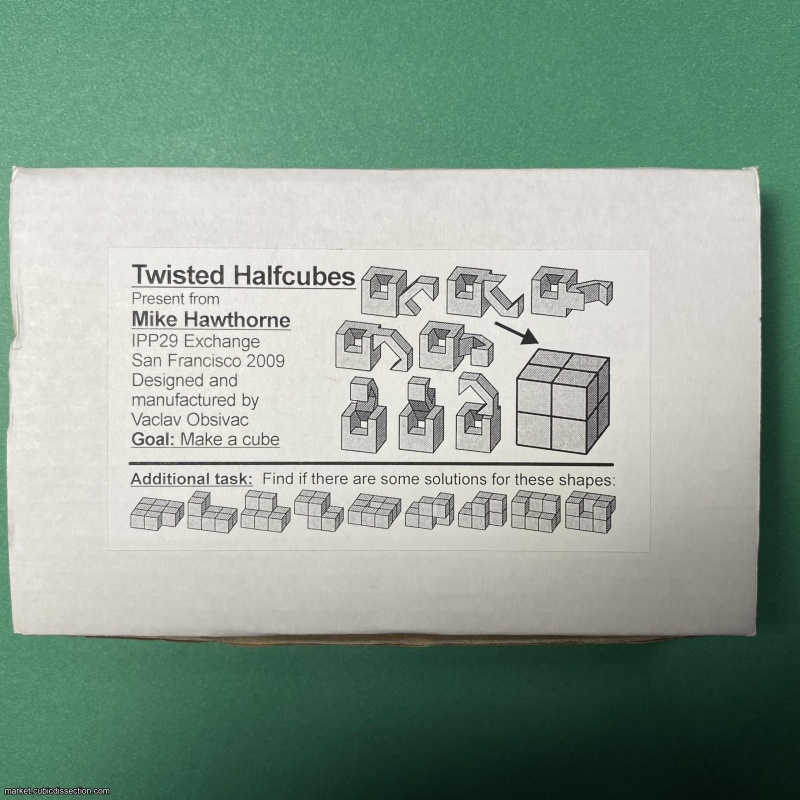 Twisted Halfcubes
Present from
Mike Hawthorne
IPP29 Exchange
San Francisco 2009
Designed and
manufactured by
Vaclav Obsivac
Goal: Make a cube
Additional task: Find if there are some solutions for these shapes:
market.cubicdissection.com